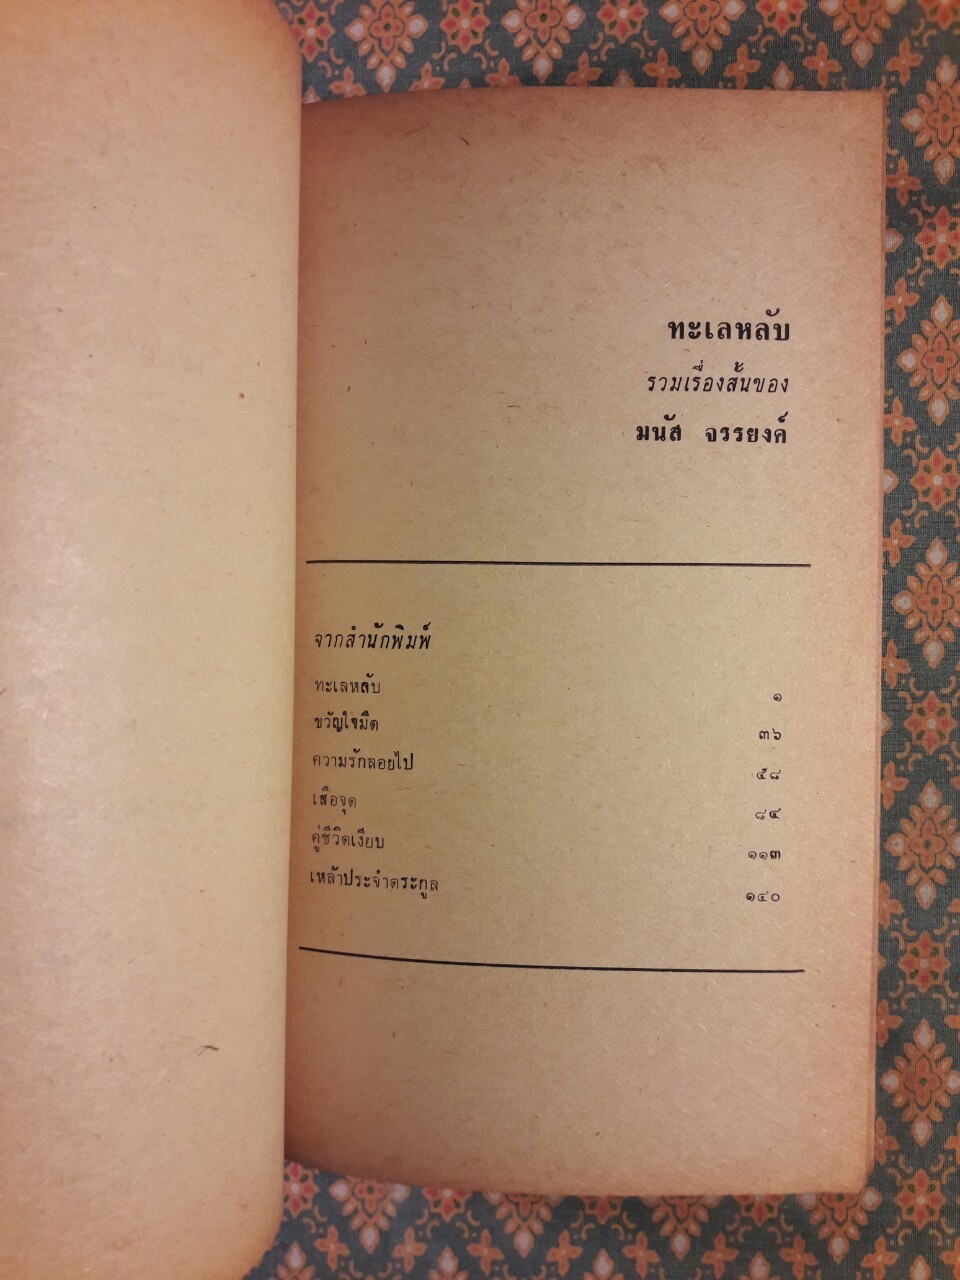 ทะเลหลับ
รวมเรื่องสั้นของ
มนัส จรรยงค์
จากสำนักพิมพ์
ทะเลหลับ ๑
ขวัญใจมืด ๓๖
ความรักลอยไป ๕๘
เสือจุด ๘๔
คู่ชีวิตเงียบ ๑๑๓
เหล้าประจำตระกูล ๑๔๐